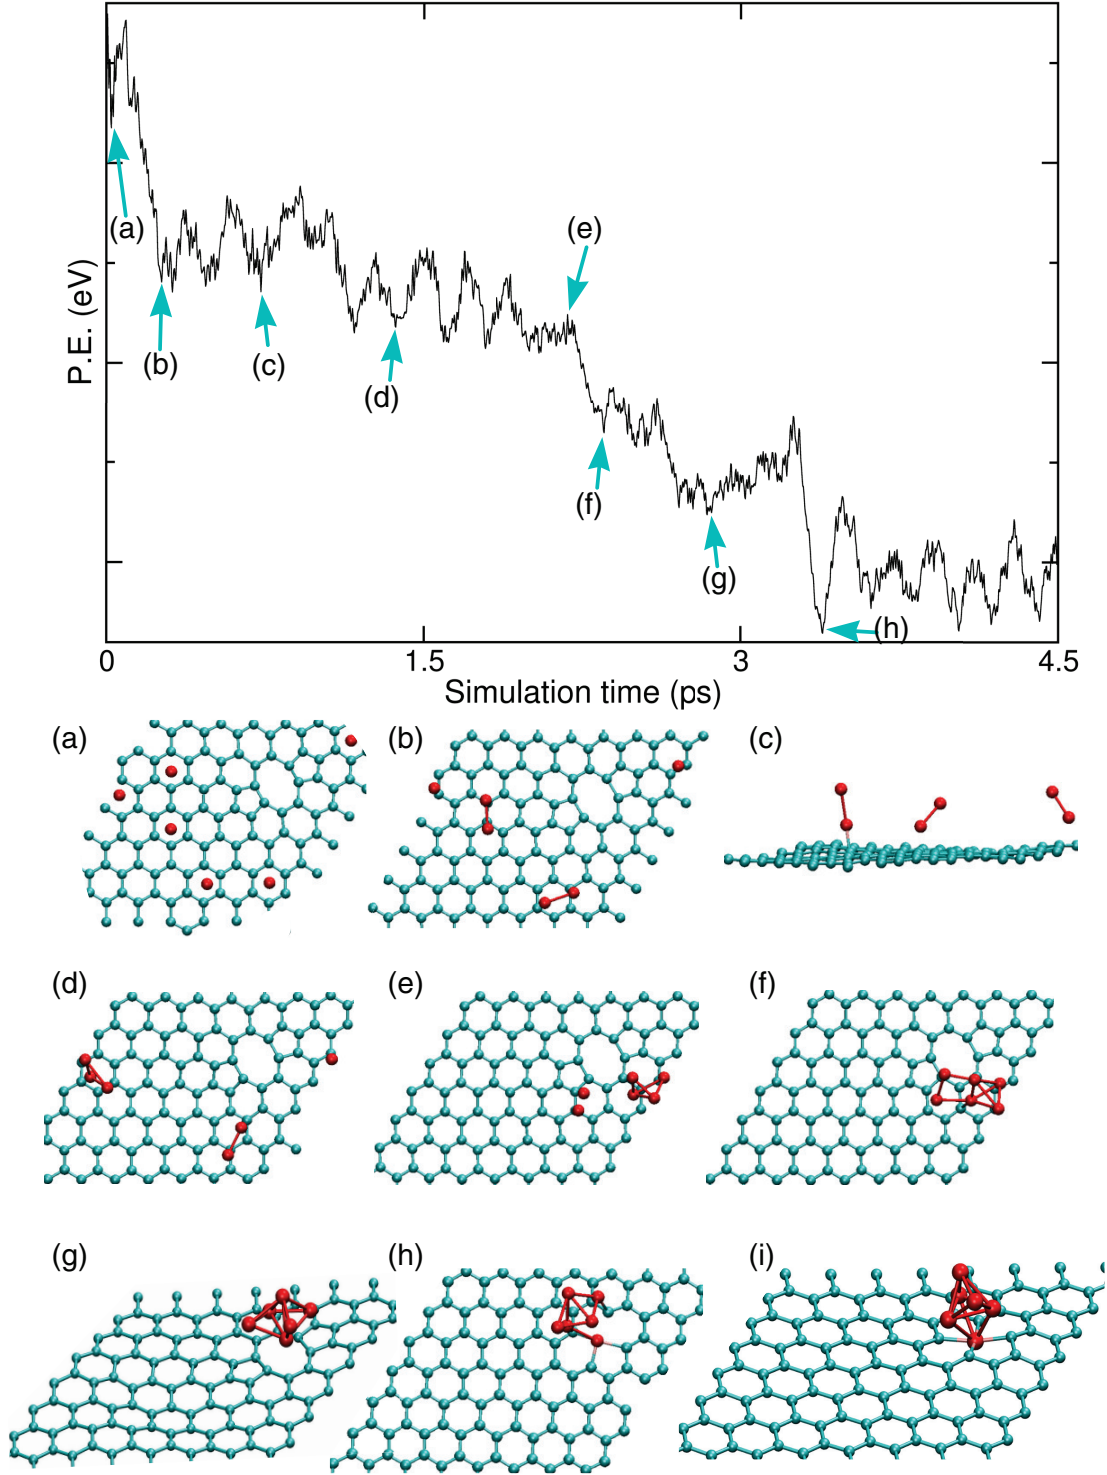 (a)
(e)
P.E. (eV)
(b)
(c)
(d)
(f)
(g)
(h)
0
1.5
3
4.5
Simulation time (ps)
(a)
(b)
(c)
(d)
(e)
(f)
(g)
(h)
(i)